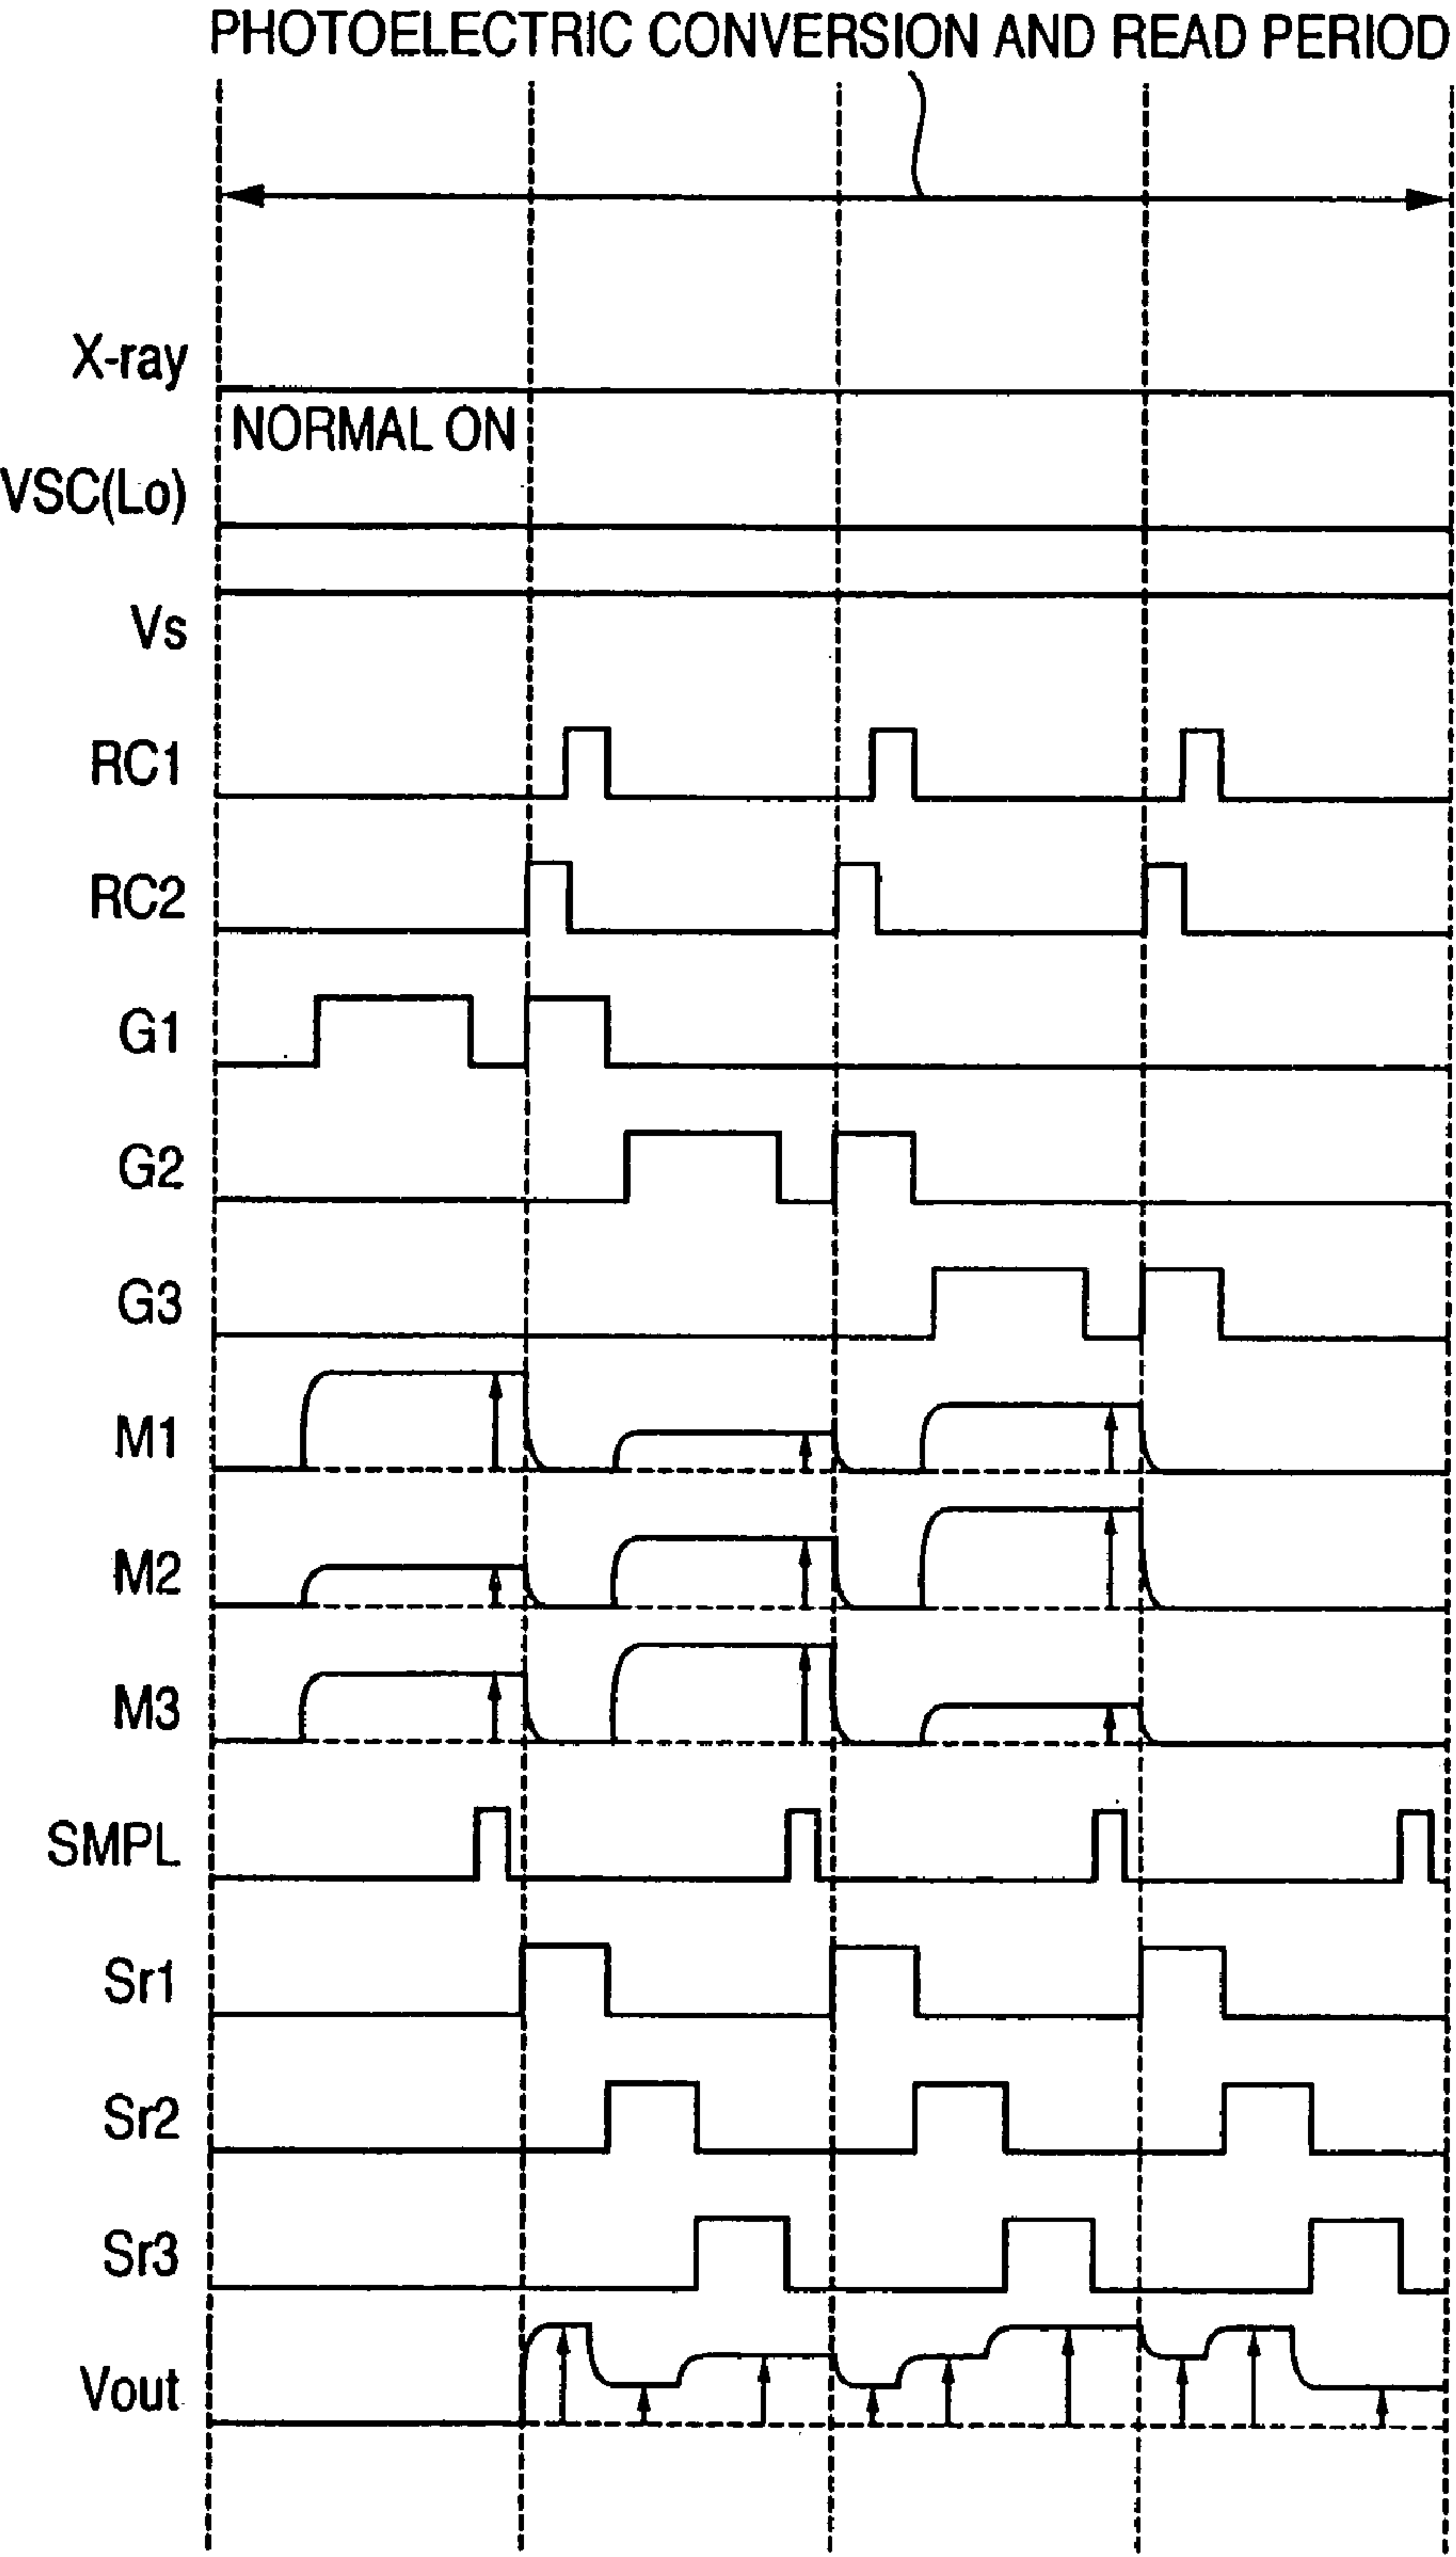 PHOTOELECTRIC CONVERSION AND READ PERIOD
X-ray
NORMAL ON
VSC(Lo)
Vs
RC1
RC2
G1
G2
G3
M1
M2
M3
SMPL
Sr1
Sr2
Sr3
Vout